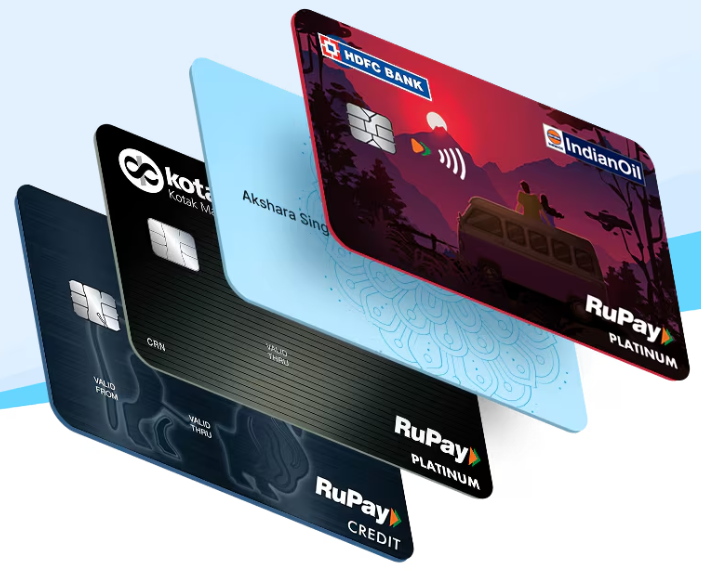 HDFC BANK
IndianOil
RuPay
PLATINUM
Akshara Sing
kota
Kotak Ma
CRN
VALID
THRU
RuPay
PLATINUM
VALID
FROM
VALID
THRU
RuPay
CREDIT